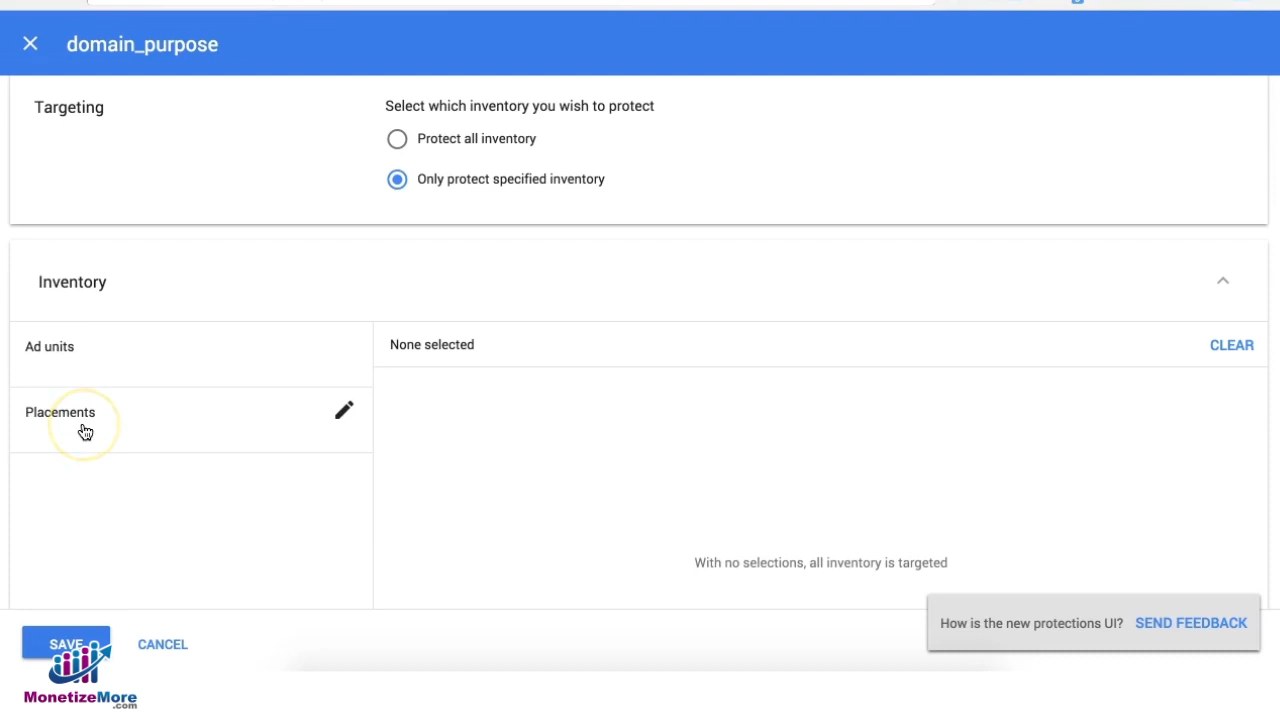 domain_purpose
Targeting
Select which inventory you wish to protect
Protect all inventory
Only protect specified inventory
Inventory
Ad units
None selected
CLEAR
Placements
With no selections, all inventory is targeted
How is the new protections UI? SEND FEEDBACK
SAVE
CANCEL
MonetizeMore
.com